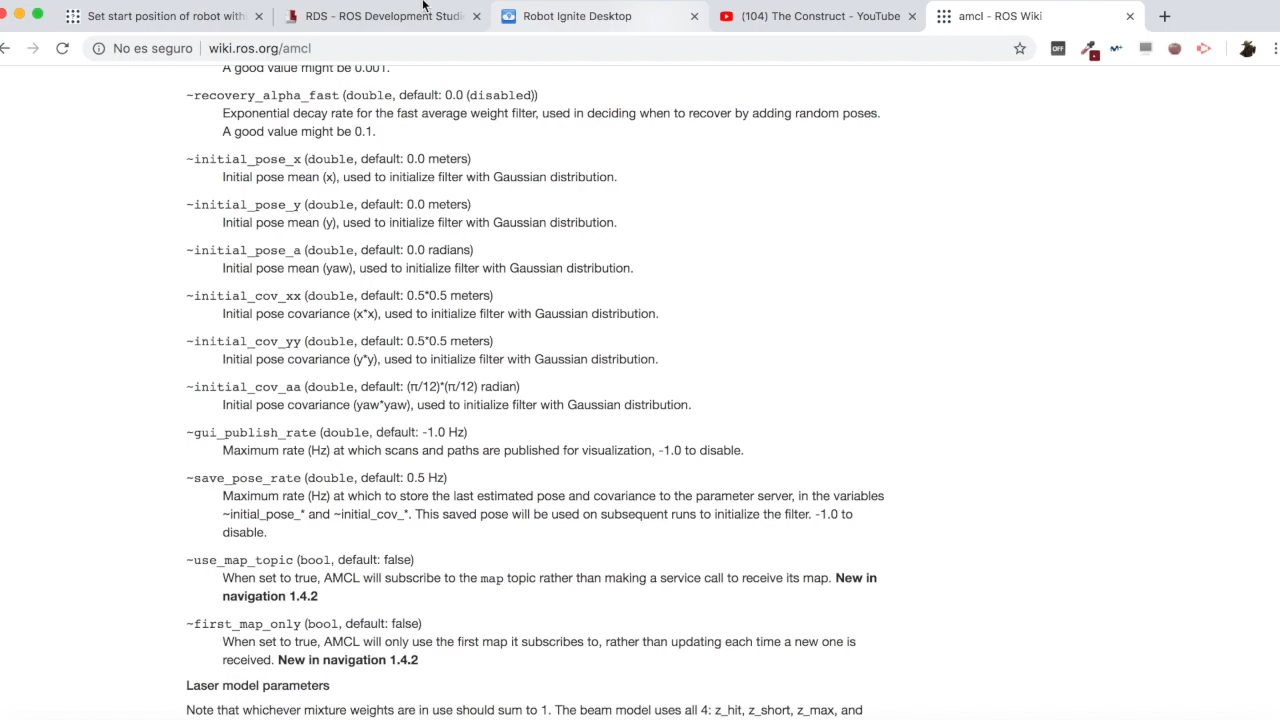 Set start position of robot with
RDS - ROS Development Studi
Robot Ignite Desktop
(104) The Construct - YouTube
amcl - ROS Wiki
No es seguro
wiki.ros.org/amcl
OFF
A good value might be 0.001.
~recovery_alpha_fast (double, default: 0.0 (disabled))
Exponential decay rate for the fast average weight filter, used in deciding when to recover by adding random poses.
A good value might be 0.1.
~initial_pose_x (double, default: 0.0 meters)
Initial pose mean (x), used to initialize filter with Gaussian distribution.
~initial_pose_y (double, default: 0.0 meters)
Initial pose mean (y), used to initialize filter with Gaussian distribution.
~initial_pose_a (double, default: 0.0 radians)
Initial pose mean (yaw), used to initialize filter with Gaussian distribution.
~initial_cov_xx (double, default: 0.5*0.5 meters)
Initial pose covariance (x*x), used to initialize filter with Gaussian distribution.
~initial_cov_yy (double, default: 0.5*0.5 meters)
Initial pose covariance (y*y), used to initialize filter with Gaussian distribution.
~initial_cov_aa (double, default: (π/12)*(π/12) radian)
Initial pose covariance (yaw*yaw), used to initialize filter with Gaussian distribution.
~gui_publish_rate (double, default: -1.0 Hz)
Maximum rate (Hz) at which scans and paths are published for visualization, -1.0 to disable.
~save_pose_rate (double, default: 0.5 Hz)
Maximum rate (Hz) at which to store the last estimated pose and covariance to the parameter server, in the variables
~initial_pose_* and ~initial_cov_*. This saved pose will be used on subsequent runs to initialize the filter. -1.0 to
disable.
~use_map_topic (bool, default: false)
When set to true, AMCL will subscribe to the map topic rather than making a service call to receive its map. New in
navigation 1.4.2
~first_map_only (bool, default: false)
When set to true, AMCL will only use the first map it subscribes to, rather than updating each time a new one is
received. New in navigation 1.4.2
Laser model parameters
Note that whichever mixture weights are in use should sum to 1. The beam model uses all 4: z_hit, z_short, z_max, and